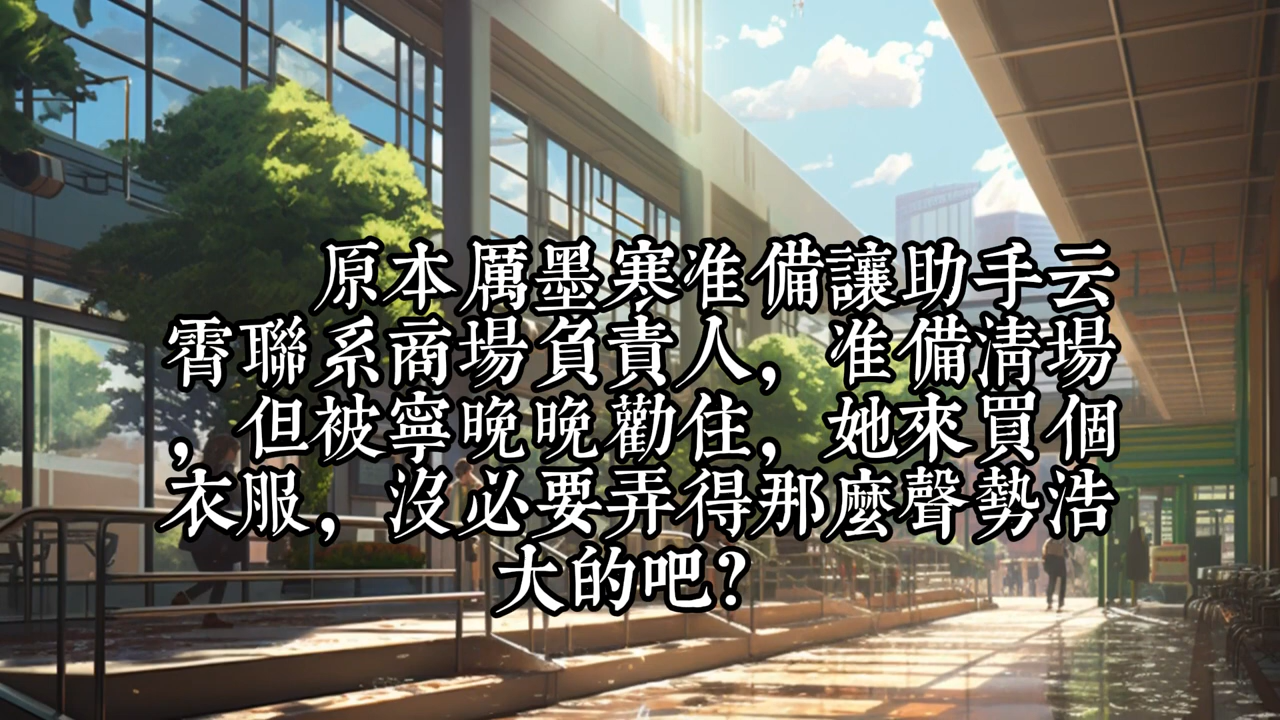 原本厲墨寒准備讓助手云
霄聯系商場負責人，准備清場
，但被寧晚晚勸住，她來買個
衣服，沒必要弄得那麼聲勢浩
大的吧？